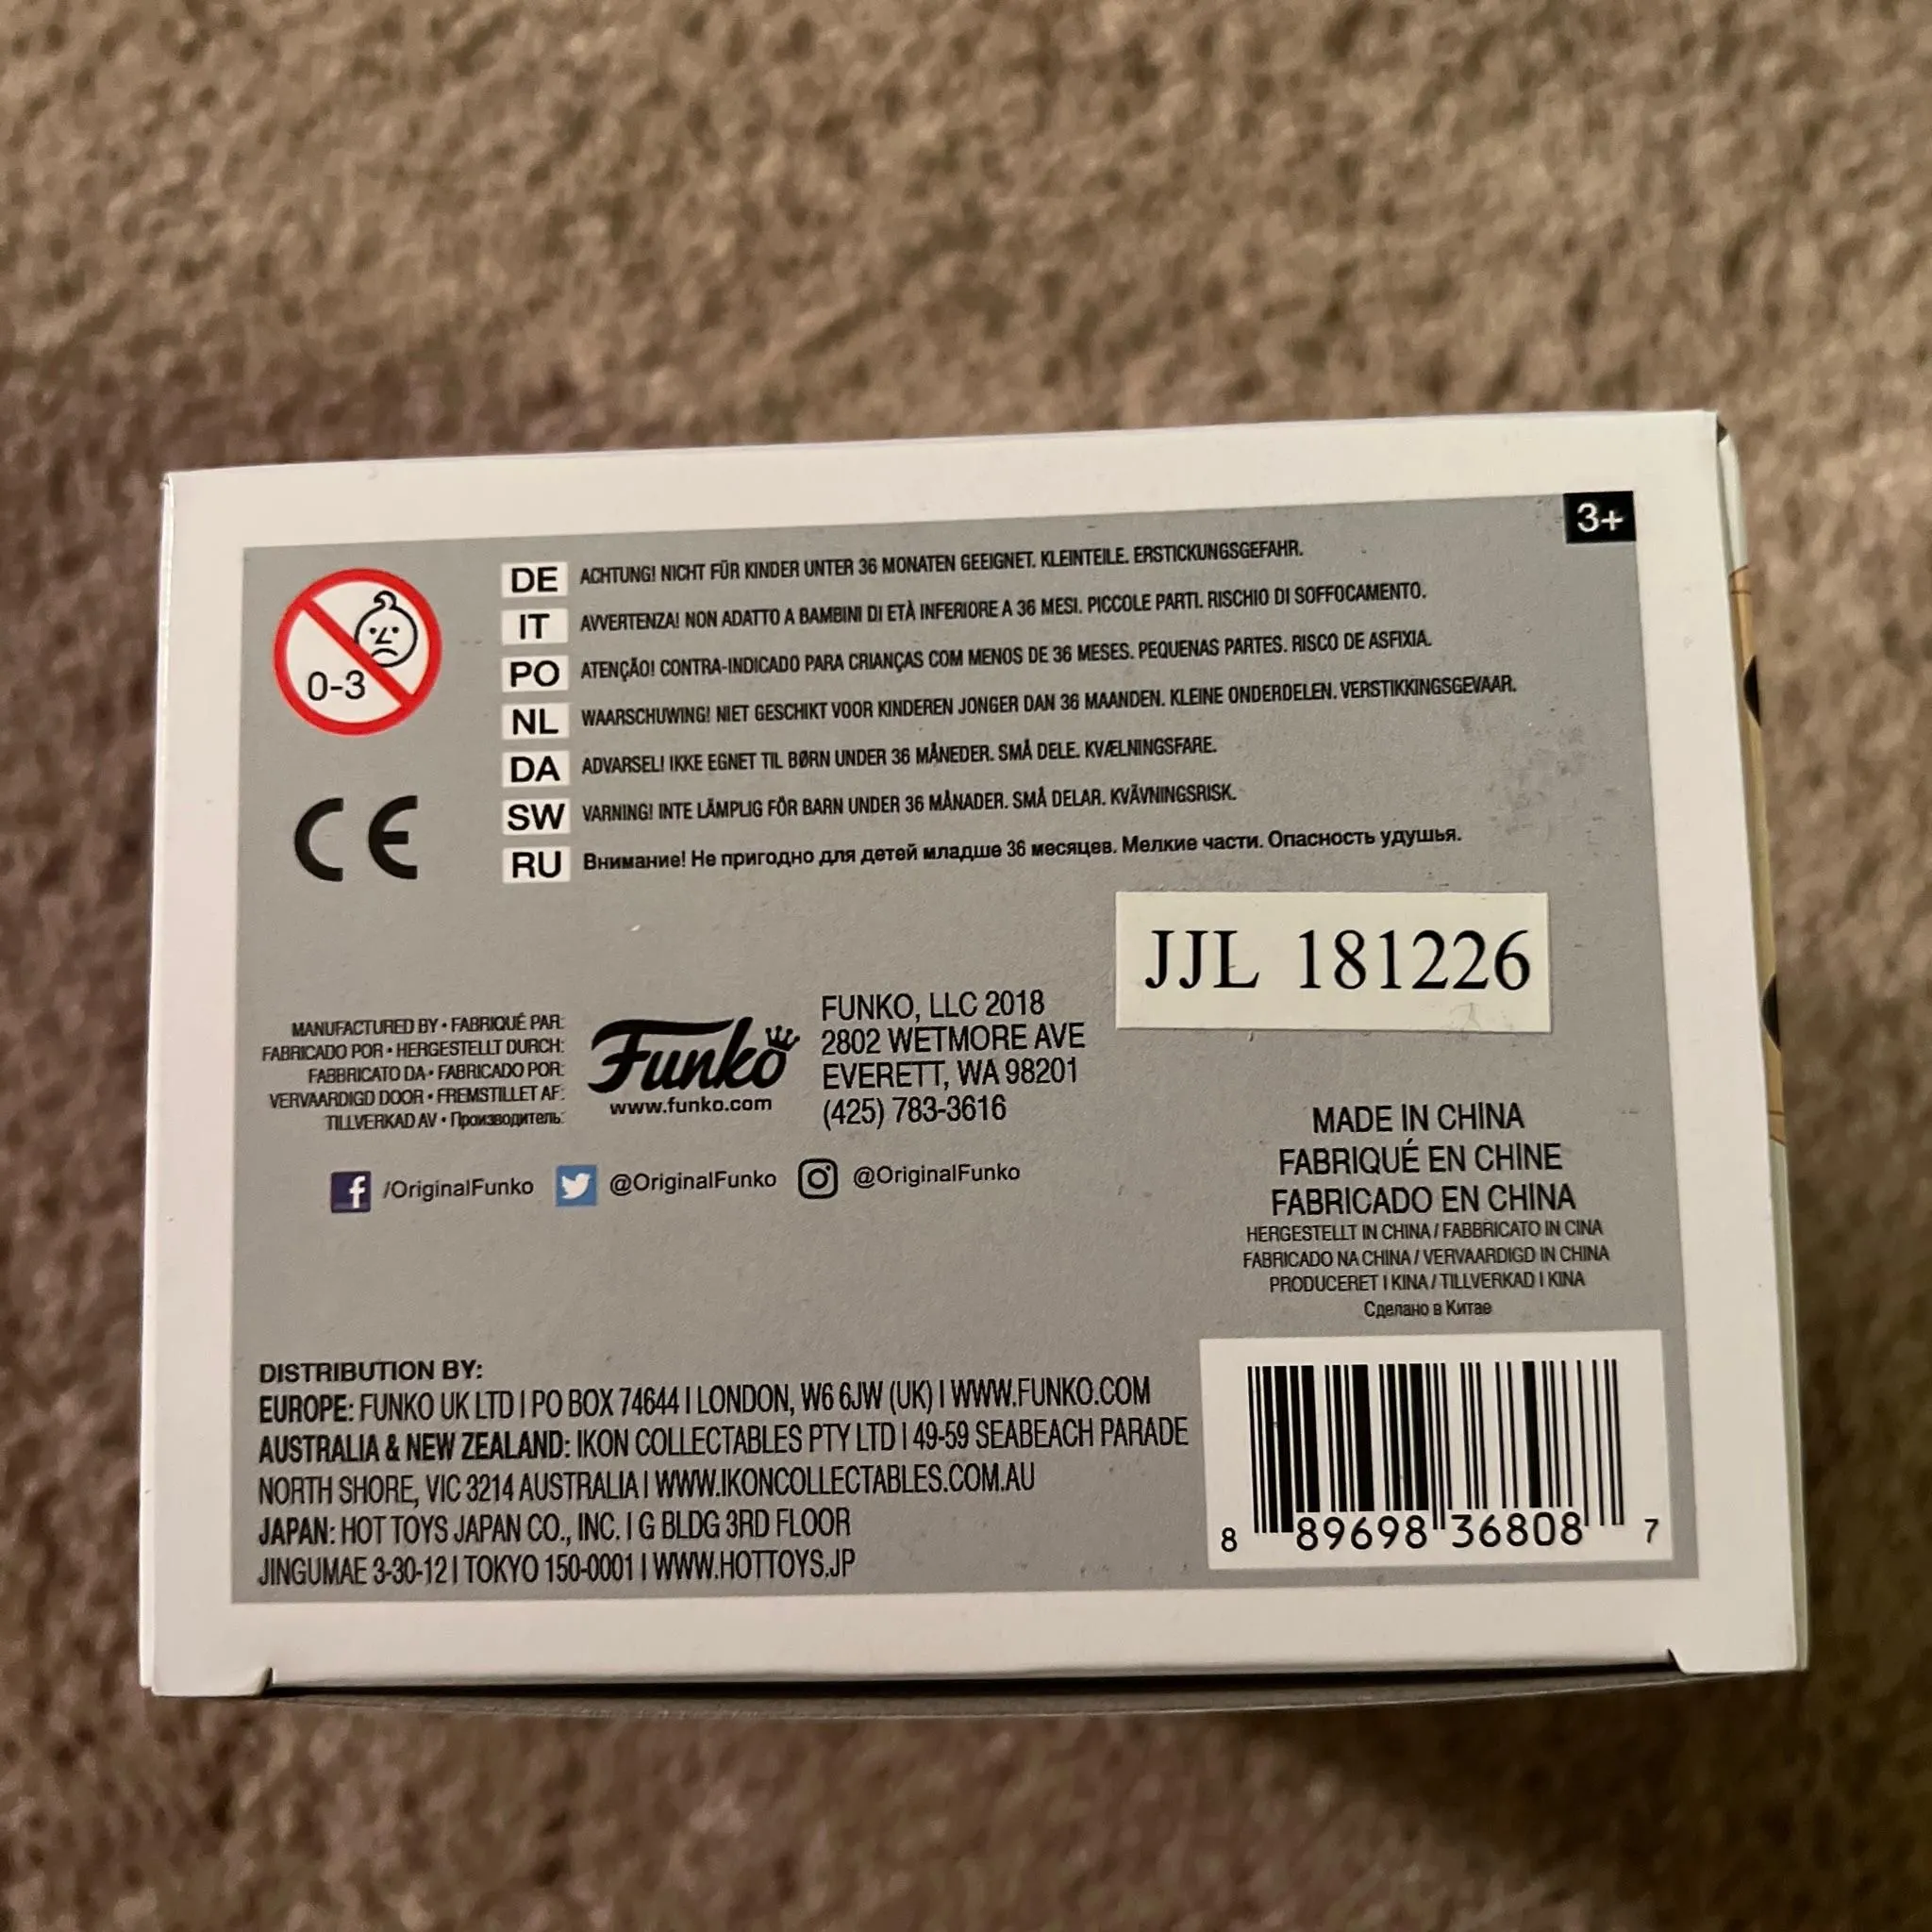 3+
0-3
DE ACHTUNG! NICHT FÜR KINDER UNTER 36 MONATEN GEEIGNET. KLEINTEILE. ERSTICKUNGSGEFAHR.
IT AVVERTENZA! NON ADATTO A BAMBINI DI ETÀ INFERIORE A 36 MESI. PICCOLE PARTI. RISCHIO DI SOFFOCAMENTO.
PO ATENÇÃO! CONTRA-INDICADO PARA CRIANÇAS COM MENOS DE 36 MESES. PEQUENAS PARTES. RISCO DE ASFIXIA.
NL WAARSCHUWING! NIET GESCHIKT VOOR KINDEREN JONGER DAN 36 MAANDEN. KLEINE ONDERDELEN. VERSTIKKINGSGEVAAR.
DA ADVARSEL! IKKE EGNET TIL BØRN UNDER 36 MÅNEDER. SMÅ DELE. KVÆLNINGSFARE.
SW VARNING! INTE LÄMPLIG FÖR BARN UNDER 36 MÅNADER. SMÅ DELAR. KVÄVNINGSRISK.
RU Внимание! Не пригодно для детей младше 36 месяцев. Мелкие части. Опасность удушья.
CE
JJL 181226
MANUFACTURED BY • FABRIQUÉ PAR:
FABRICADO POR • HERGESTELLT DURCH:
FABBRICATO DA • FABRICADO POR:
VERVAARDIGD DOOR • FREMSTILLET AF:
TILLVERKAD AV • Производитель:
Funko
www.funko.com
FUNKO, LLC 2018
2802 WETMORE AVE
EVERETT, WA 98201
(425) 783-3616
f /OriginalFunko @OriginalFunko @OriginalFunko
MADE IN CHINA
FABRIQUÉ EN CHINE
FABRICADO EN CHINA
HERGESTELLT IN CHINA / FABBRICATO IN CINA
FABRICADO NA CHINA / VERVAARDIGD IN CHINA
PRODUCERET I KINA / TILLVERKAD I KINA
Сделано в Китае
DISTRIBUTION BY:
EUROPE: FUNKO UK LTD | PO BOX 74644 | LONDON, W6 6JW (UK) | WWW.FUNKO.COM
AUSTRALIA & NEW ZEALAND: IKON COLLECTABLES PTY LTD | 49-59 SEABEACH PARADE
NORTH SHORE, VIC 3214 AUSTRALIA | WWW.IKONCOLLECTABLES.COM.AU
JAPAN: HOT TOYS JAPAN CO., INC. | G BLDG 3RD FLOOR
JINGUMAE 3-30-12 | TOKYO 150-0001 | WWW.HOTTOYS.JP
8 89698 36808 7